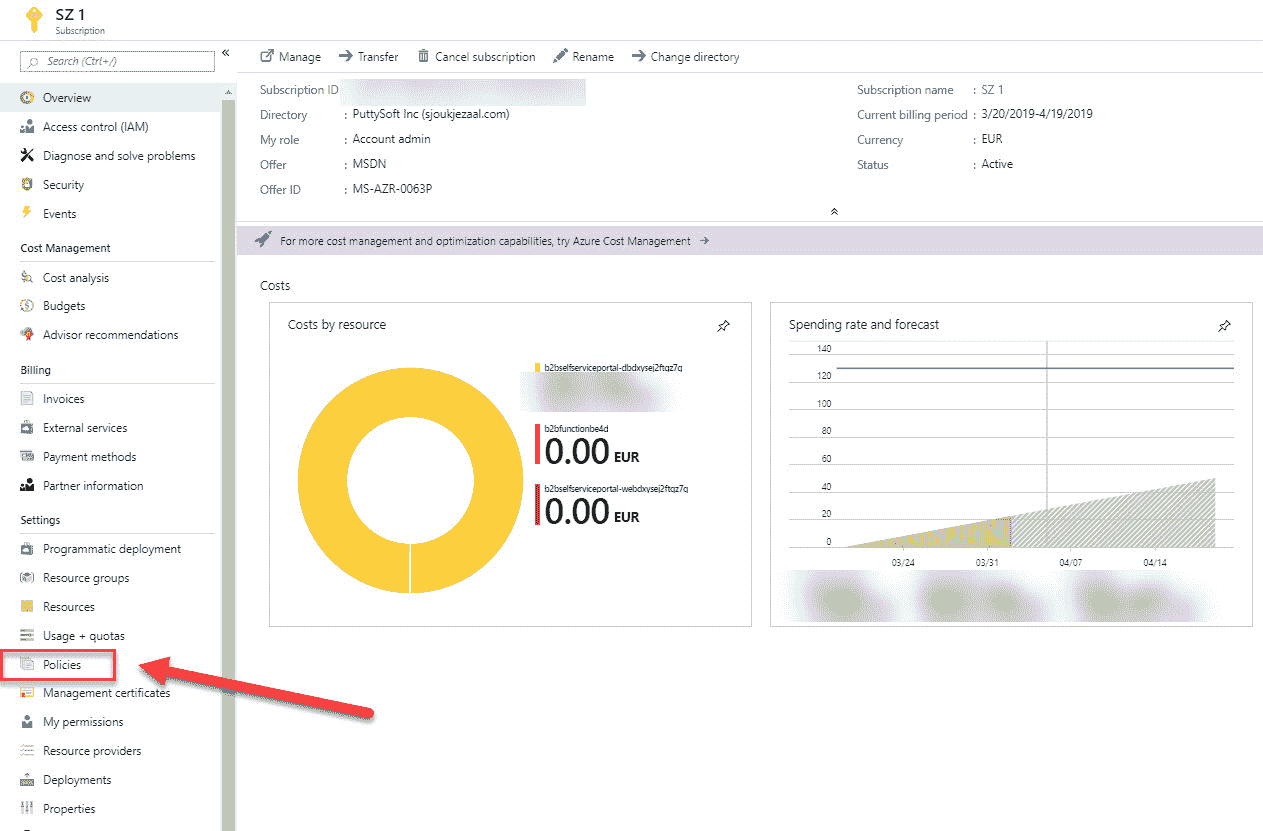 SZ 1
Subscription
Search (Ctrl+/)
«
Overview
Access control (IAM)
Diagnose and solve problems
Security
Events
Cost Management
Cost analysis
Budgets
Advisor recommendations
Billing
Invoices
External services
Payment methods
Partner information
Settings
Programmatic deployment
Resource groups
Resources
Usage + quotas
Policies
Management certificates
My permissions
Resource providers
Deployments
Properties
Manage Transfer Cancel subscription Rename Change directory
Subscription ID
Directory : PuttySoft Inc (sjoukjezaal.com)
My role : Account admin
Offer : MSDN
Offer ID : MS-AZR-0063P
Subscription name : SZ 1
Current billing period : 3/20/2019-4/19/2019
Currency : EUR
Status : Active
For more cost management and optimization capabilities, try Azure Cost Management
Costs
Costs by resource
b2bselfserviceportal-dbdxysej2ftqz7q
b2bfunctionbe4d
0.00 EUR
b2bselfserviceportal-webdxysej2ftqz7q
0.00 EUR
Spending rate and forecast
140
120
100
80
60
40
20
0
03/24 03/31 04/07 04/14